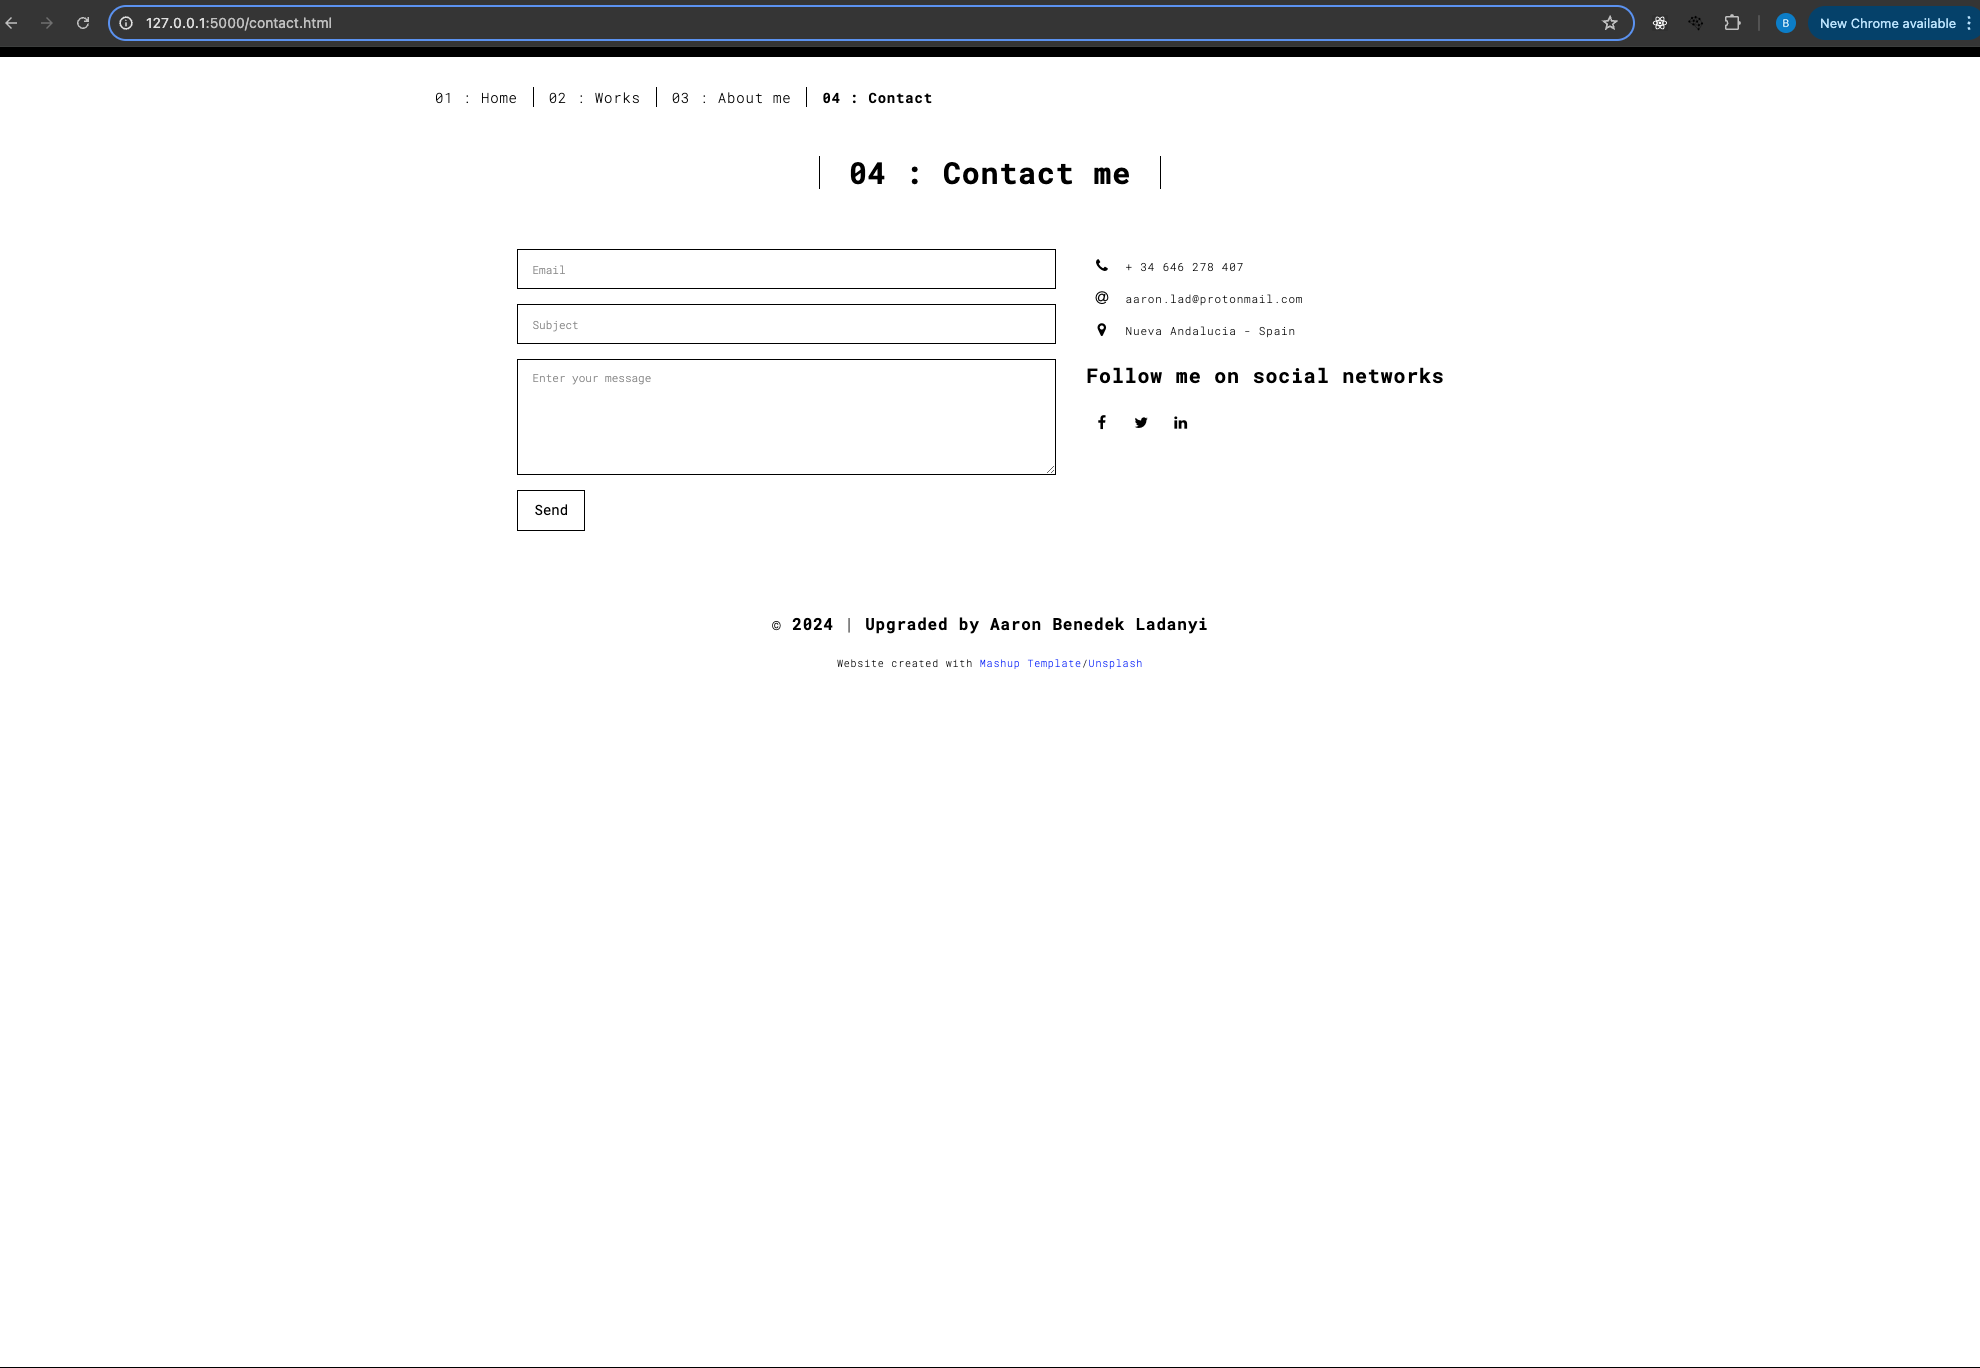 127.0.0.1:5000/contact.html
B
New Chrome available
01 : Home
02 : Works
03 : About me
04 : Contact
04 : Contact me
Email
Subject
Enter your message
Send
+ 34 646 278 407
aaron.lad@protonmail.com
Nueva Andalucia - Spain
Follow me on social networks
© 2024 | Upgraded by Aaron Benedek Ladanyi
Website created with Mashup Template/Unsplash